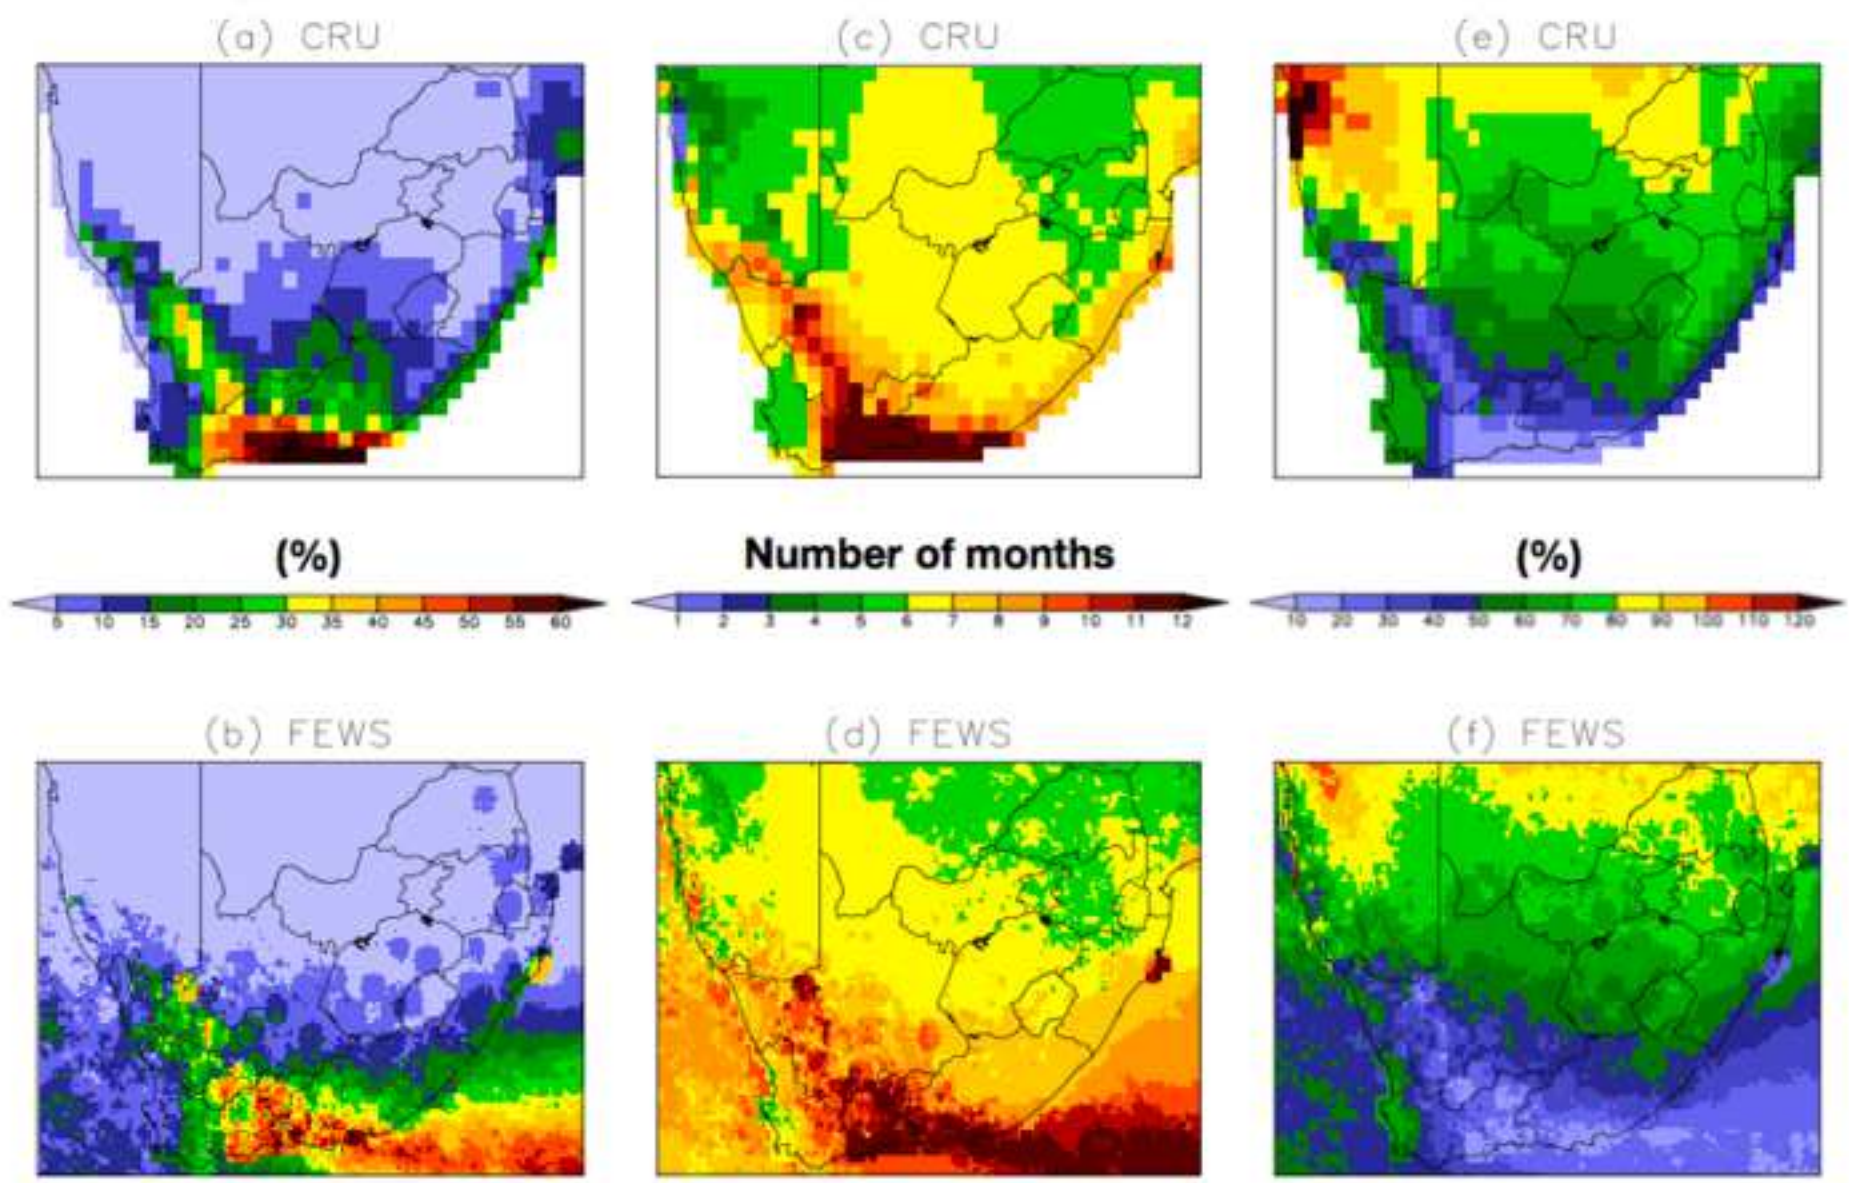 (a) CRU
(c) CRU
(e) CRU
(%)
Number of months
(%)
5 10 15 20 25 30 35 40 45 50 55 60
1 2 3 4 5 6 7 8 9 10 11 12
10 20 30 40 50 60 70 80 90 100 110 120
(b) FEWS
(d) FEWS
(f) FEWS